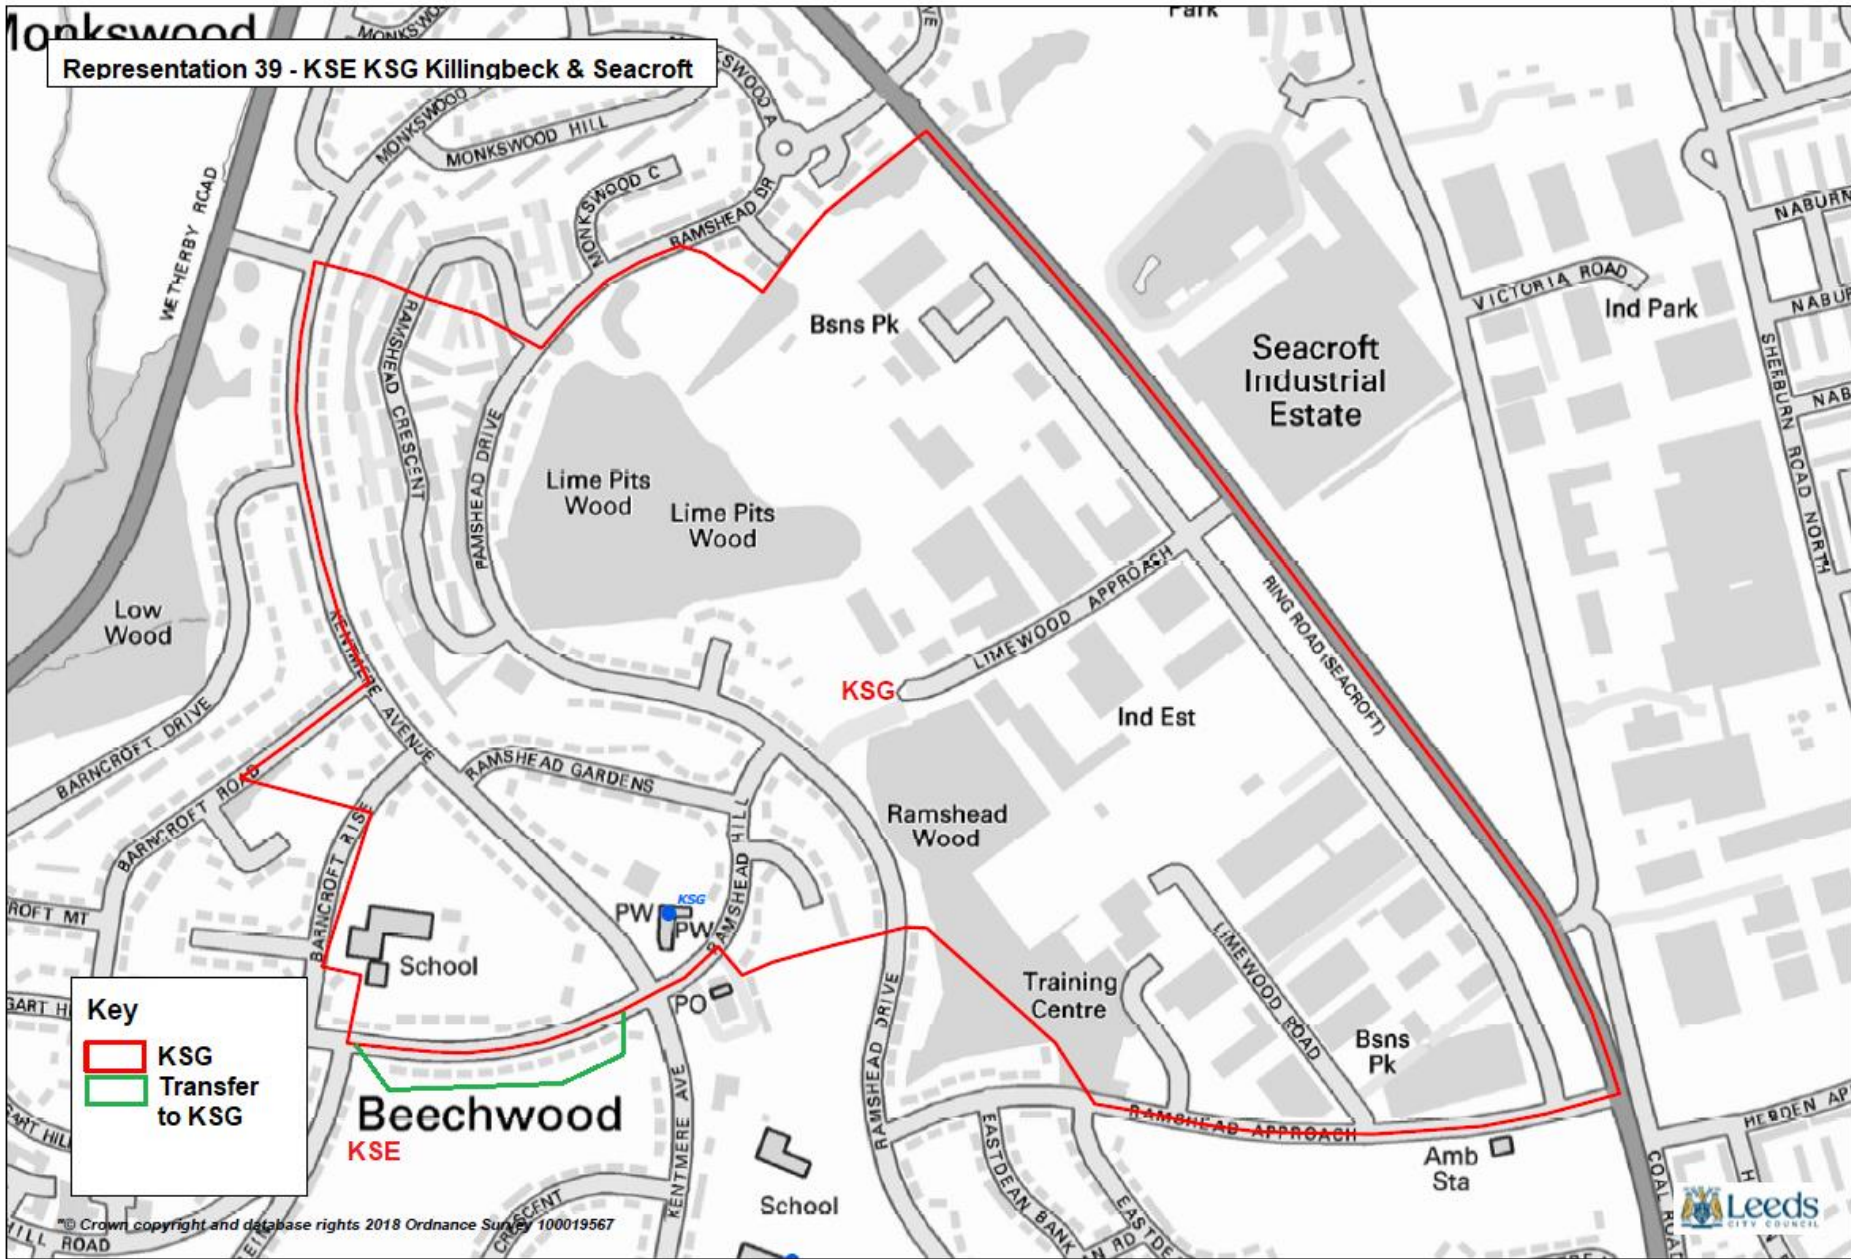 Monkswood
Representation 39 - KSE KSG Killingbeck & Seacroft
Park
MONKSWOOD
MONKSWOOD HILL
MONKSWOOD C
RAMSHEAD DR
WETHERBY ROAD
RAMSHEAD CRESCENT
RAMSHEAD DRIVE
Bsns Pk
Seacroft
Industrial
Estate
VICTORIA ROAD
Ind Park
NABURN
SHERBURN ROAD NORTH
Lime Pits
Wood
Lime Pits
Wood
Low
Wood
KENTMERE AVENUE
BARNCROFT DRIVE
BARNCROFT ROAD
BARNCROFT RISE
RAMSHEAD GARDENS
RAMSHEAD HILL
RAMSHEAD HILL
KSG
LIMEWOOD APPROACH
Ind Est
RING ROAD (SEACROFT)
Ramshead
Wood
LIMEWOOD ROAD
PW
KSG
PW
PO
School
Training
Centre
Bsns
Pk
RAMSHEAD DRIVE
RAMSHEAD APPROACH
Amb
Sta
HEBDEN AP
COAL ROAD
EASTDEAN BANK
KENTMERE AVE
School
Beechwood
KSE
Key
KSG
Transfer
to KSG
HILL ROAD
"© Crown copyright and database rights 2018 Ordnance Survey 100019567
Leeds
CITY COUNCIL